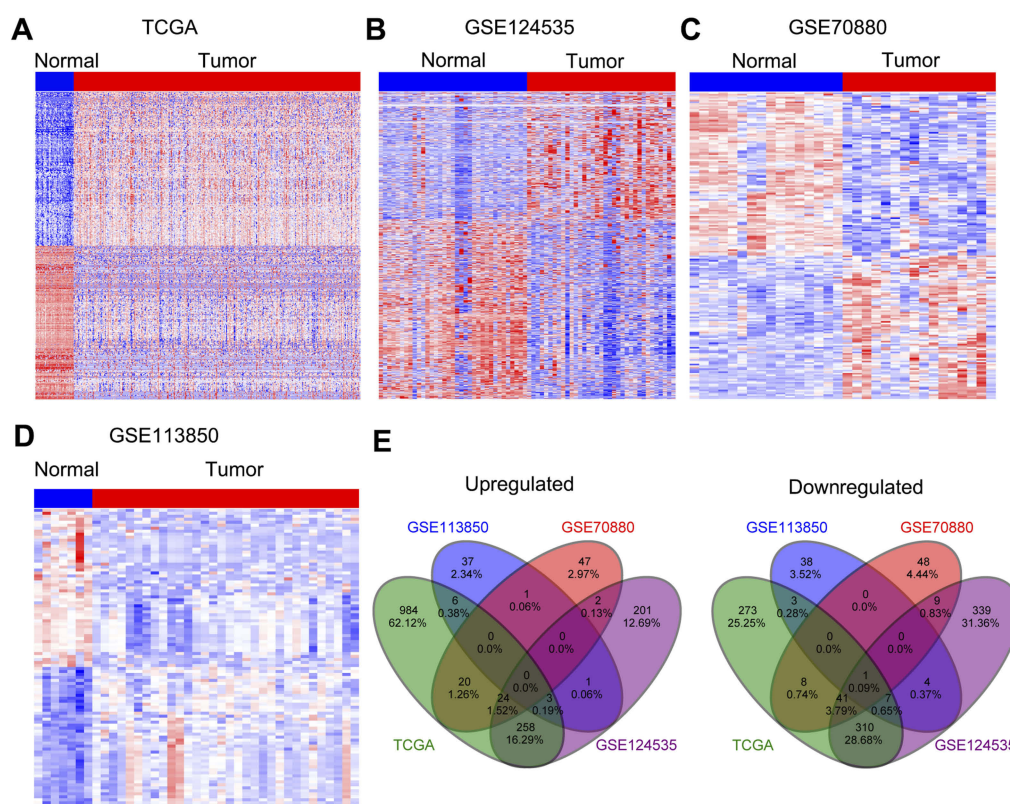 A
TCGA
Normal
Tumor
B
GSE124535
Normal
Tumor
C
GSE70880
Normal
Tumor
D
GSE113850
Normal
Tumor
E
Upregulated
GSE113850
GSE70880
37
2.34%
47
2.97%
984
62.12%
6
0.38%
1
0.06%
2
0.13%
201
12.69%
0
0.0%
0
0.0%
0
0.0%
20
1.26%
24
1.52%
3
0.19%
1
0.06%
258
16.29%
TCGA
GSE124535
Downregulated
GSE113850
GSE70880
38
3.52%
48
4.44%
273
25.25%
3
0.28%
0
0.0%
9
0.83%
339
31.36%
0
0.0%
0
0.0%
1
0.09%
8
0.74%
41
3.79%
7
0.65%
4
0.37%
310
28.68%
TCGA
GSE124535